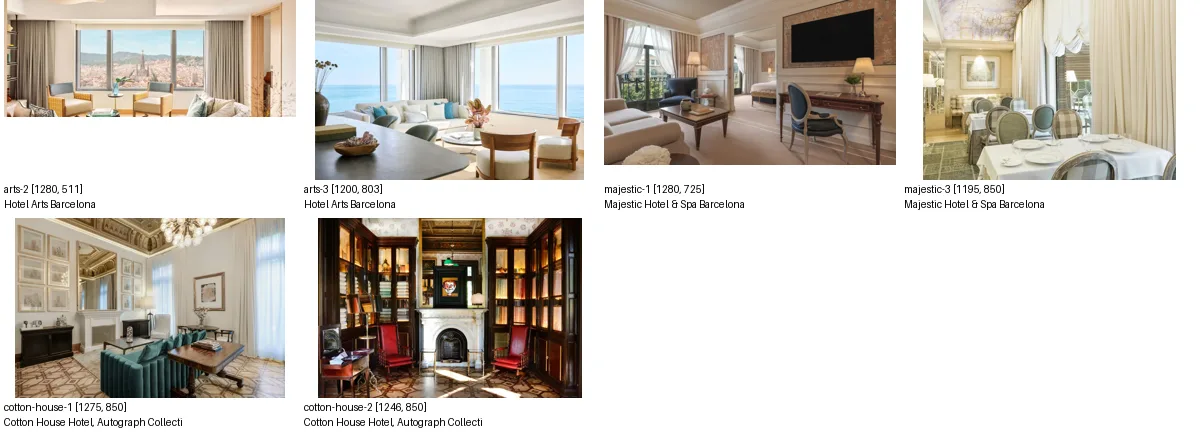 arts-2 [1280, 511]
Hotel Arts Barcelona
arts-3 [1200, 803]
Hotel Arts Barcelona
majestic-1 [1280, 725]
Majestic Hotel & Spa Barcelona
majestic-3 [1195, 850]
Majestic Hotel & Spa Barcelona
cotton-house-1 [1275, 850]
Cotton House Hotel, Autograph Collecti
cotton-house-2 [1246, 850]
Cotton House Hotel, Autograph Collecti